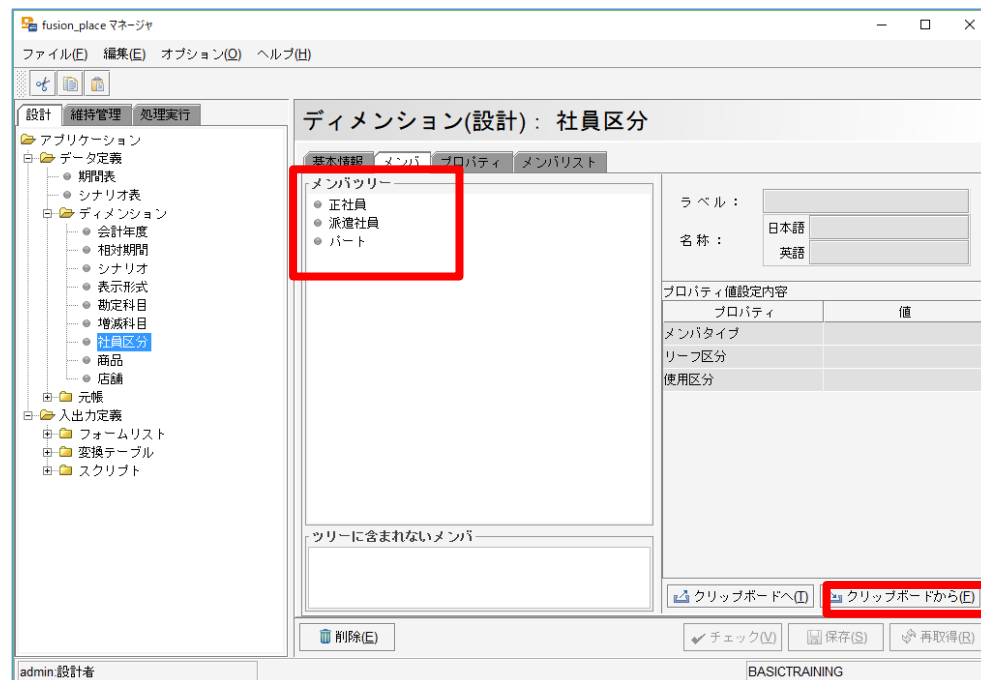 fusion_place マネージャ
ファイル(F) 編集(E) オプション(O) ヘルプ(H)
設計 維持管理 処理実行
アプリケーション
データ定義
期間表
シナリオ表
ディメンション
会計年度
相対期間
シナリオ
表示形式
勘定科目
増減科目
社員区分
商品
店舗
元帳
入出力定義
フォームリスト
変換テーブル
スクリプト
ディメンション(設計)： 社員区分
基本情報 メンバ プロパティ メンバリスト
メンバツリー
正社員
派遣社員
パート
ツリーに含まれないメンバ
ラベル：
名称： 日本語
英語
プロパティ値設定内容
プロパティ 値
メンバタイプ
リーフ区分
使用区分
クリップボードへ(T) クリップボードから(F)
削除(E) チェック(V) 保存(S) 再取得(R)
admin:設計者 BASICTRAINING